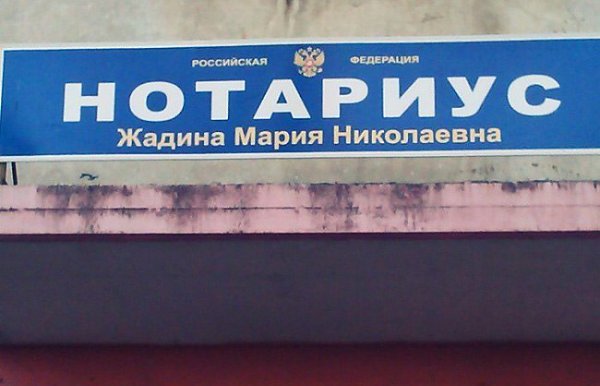 РОССИЙСКАЯ ФЕДЕРАЦИЯ
НОТАРИУС
Жадина Мария Николаевна